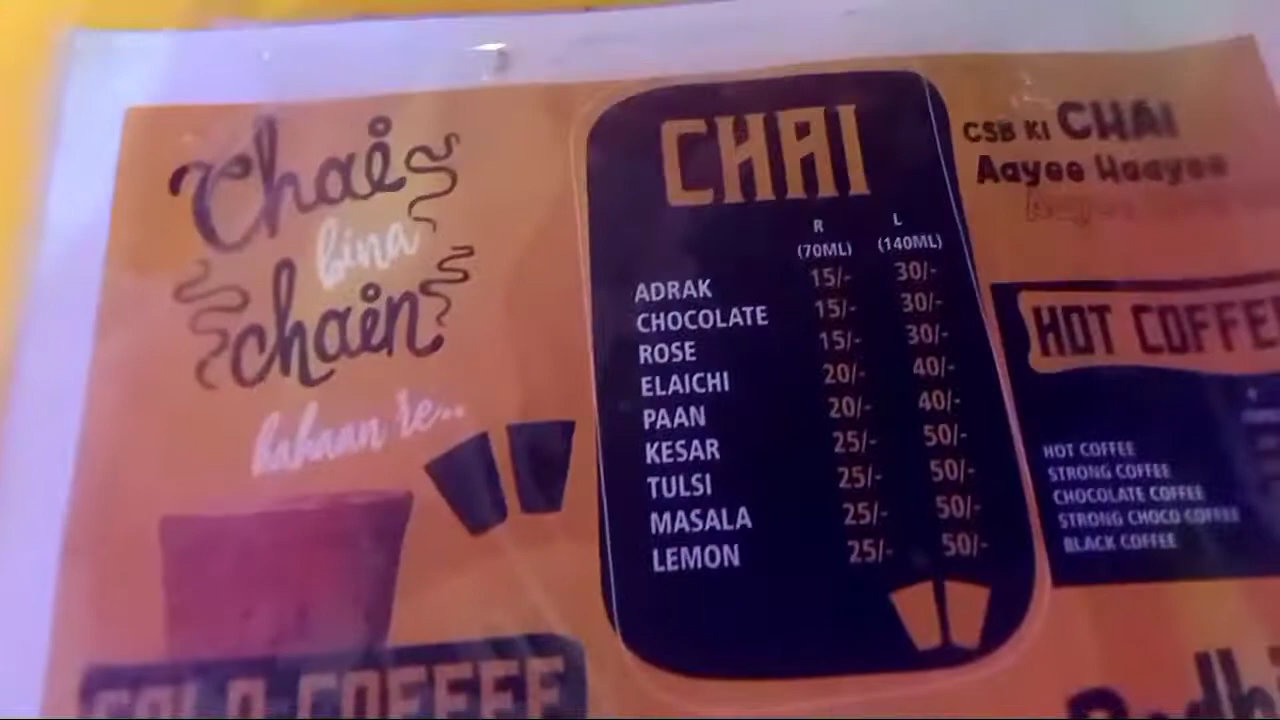 Chai
bina
chain
kahaan re..
CHAI
R L
(70ML) (140ML)
ADRAK 15/- 30/-
CHOCOLATE 15/- 30/-
ROSE 15/- 30/-
ELAICHI 20/- 40/-
PAAN 20/- 40/-
KESAR 25/- 50/-
TULSI 25/- 50/-
MASALA 25/- 50/-
LEMON 25/- 50/-
CSB KI CHAI
Aayee Haayee
HOT COFFE
HOT COFFEE
STRONG COFFEE
CHOCOLATE COFFEE
STRONG CHOCO COFFEE
BLACK COFFEE
COLD COFFEE